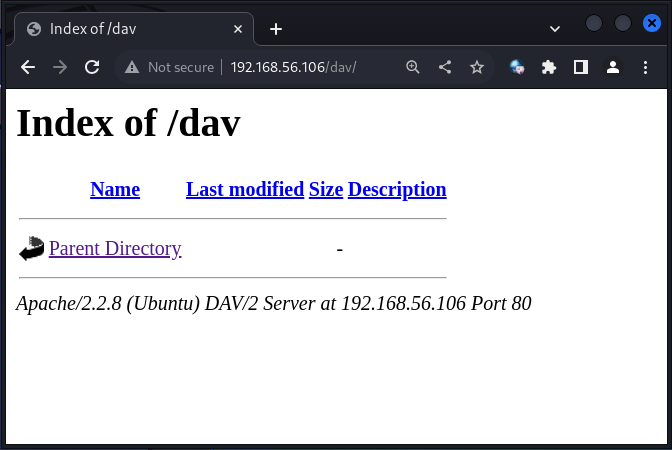 Index of /dav
Not secure 192.168.56.106/dav/
Index of /dav
Name Last modified Size Description
Parent Directory -
Apache/2.2.8 (Ubuntu) DAV/2 Server at 192.168.56.106 Port 80